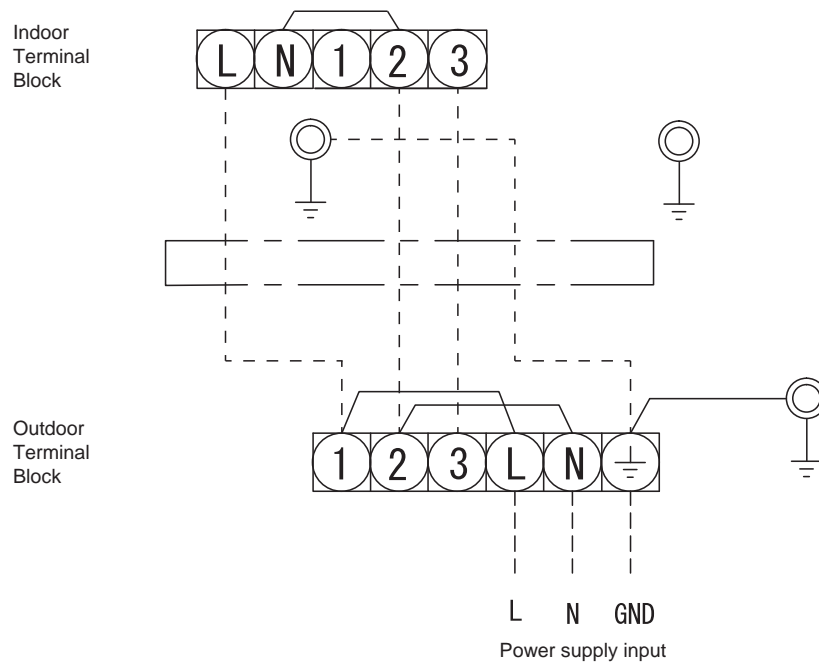 Indoor
Terminal
Block
L N 1 2 3
Outdoor
Terminal
Block
1 2 3 L N
L N GND
Power supply input